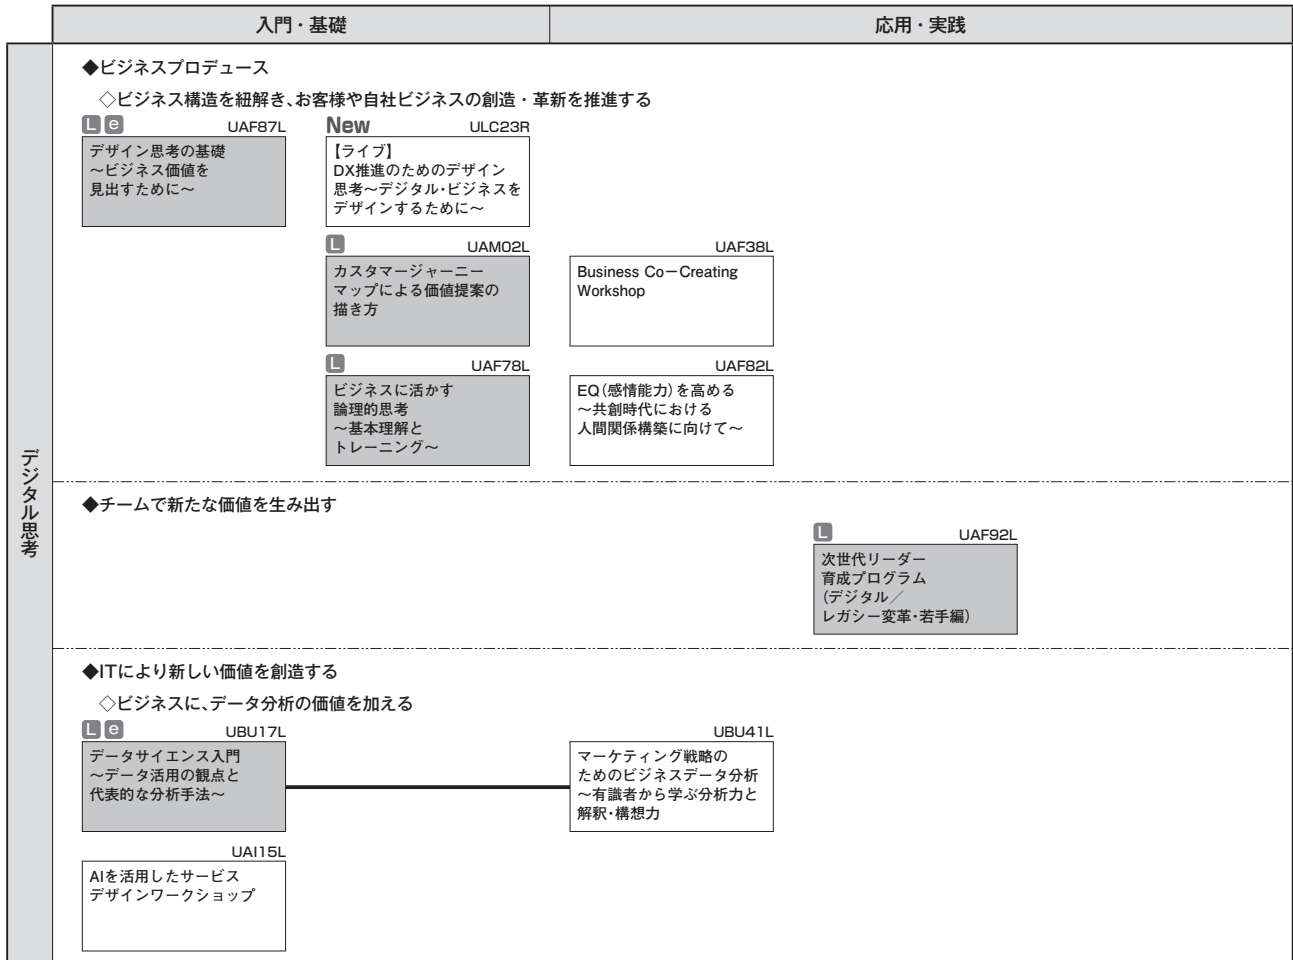 入門・基礎
応用・実践
デジタル思考
◆ビジネスプロデュース
◇ビジネス構造を紐解き、お客様や自社ビジネスの創造・革新を推進する
L e UAF87L
デザイン思考の基礎
～ビジネス価値を
見出すために～
New ULC23R
【ライブ】
DX推進のためのデザイン
思考～デジタル・ビジネスを
デザインするために～
L UAM02L
カスタマージャーニー
マップによる価値提案の
描き方
UAF38L
Business Co－Creating
Workshop
L UAF78L
ビジネスに活かす
論理的思考
～基本理解と
トレーニング～
UAF82L
EQ（感情能力）を高める
～共創時代における
人間関係構築に向けて～
◆チームで新たな価値を生み出す
L UAF92L
次世代リーダー
育成プログラム
（デジタル／
レガシー変革・若手編）
◆ITにより新しい価値を創造する
◇ビジネスに、データ分析の価値を加える
L e UBU17L
データサイエンス入門
～データ活用の観点と
代表的な分析手法～
UBU41L
マーケティング戦略の
ためのビジネスデータ分析
～有識者から学ぶ分析力と
解釈・構想力
UAI15L
AIを活用したサービス
デザインワークショップ